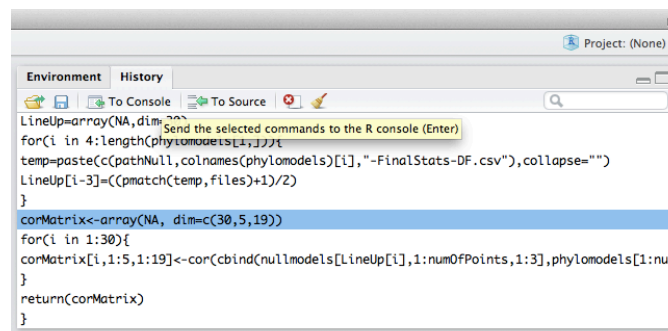 Project: (None)
Environment History
To Console To Source
LineUp=array(NA,dim=
Send the selected commands to the R console (Enter)
for(i in 4:length(phylomodels[1,])){
temp=paste(c(pathNull,colnames(phylomodels)[i],"-FinalStats-DF.csv"),collapse="")
LineUp[i-3]=((pmatch(temp,files)+1)/2)
}
corMatrix<-array(NA, dim=c(30,5,19))
for(i in 1:30){
corMatrix[i,1:5,1:19]<-cor(cbind(nullmodels[LineUp[i],1:numOfPoints,1:3],phylomodels[1:nu
}
return(corMatrix)
}